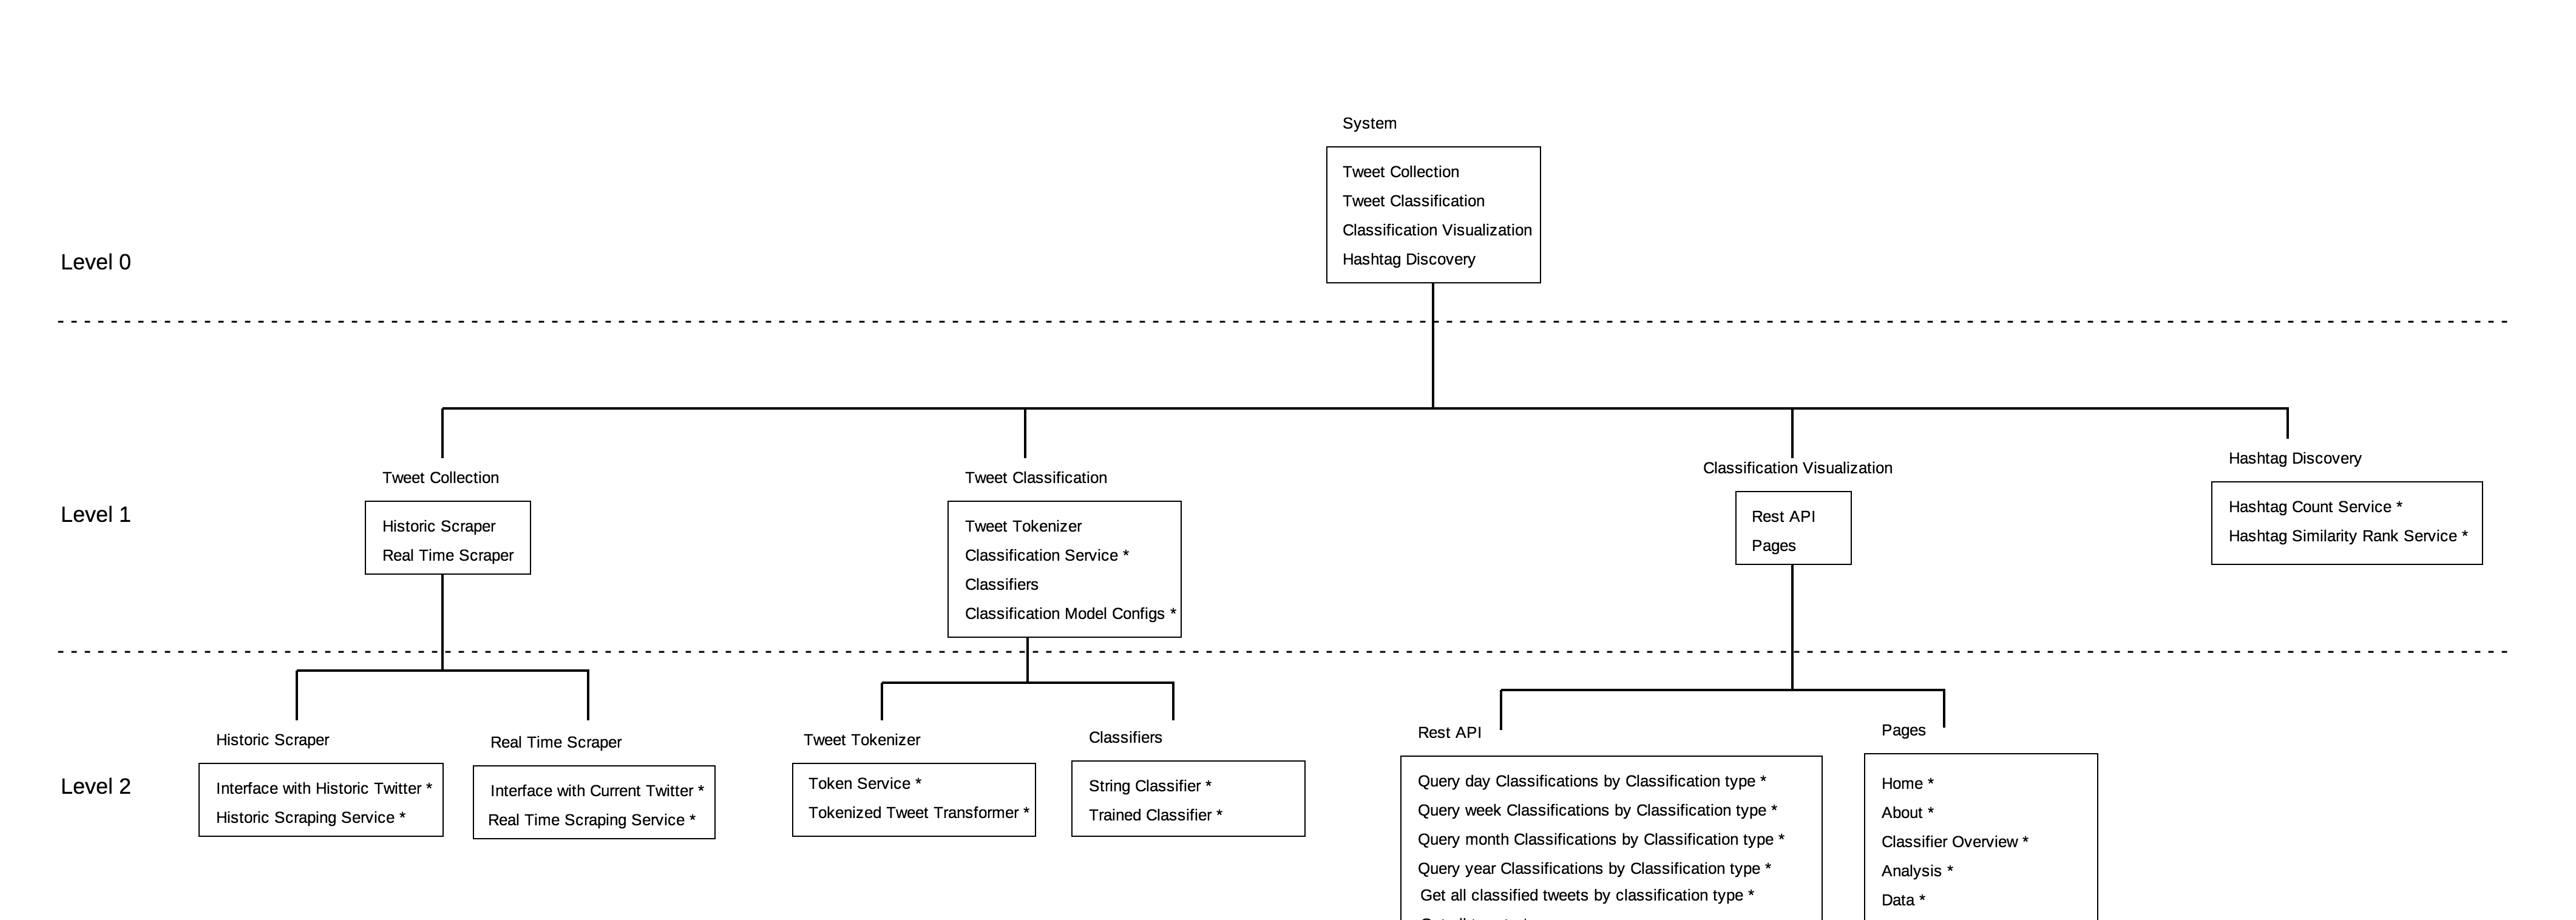 System
Tweet Collection
Tweet Classification
Classification Visualization
Hashtag Discovery
Level 0
Level 1
Tweet Collection
Historic Scraper
Real Time Scraper
Tweet Classification
Tweet Tokenizer
Classification Service *
Classifiers
Classification Model Configs *
Classification Visualization
Rest API
Pages
Hashtag Discovery
Hashtag Count Service *
Hashtag Similarity Rank Service *
Level 2
Historic Scraper
Interface with Historic Twitter *
Historic Scraping Service *
Real Time Scraper
Interface with Current Twitter *
Real Time Scraping Service *
Tweet Tokenizer
Token Service *
Tokenized Tweet Transformer *
Classifiers
String Classifier *
Trained Classifier *
Rest API
Query day Classifications by Classification type *
Query week Classifications by Classification type *
Query month Classifications by Classification type *
Query year Classifications by Classification type *
Get all classified tweets by classification type *
Pages
Home *
About *
Classifier Overview *
Analysis *
Data *